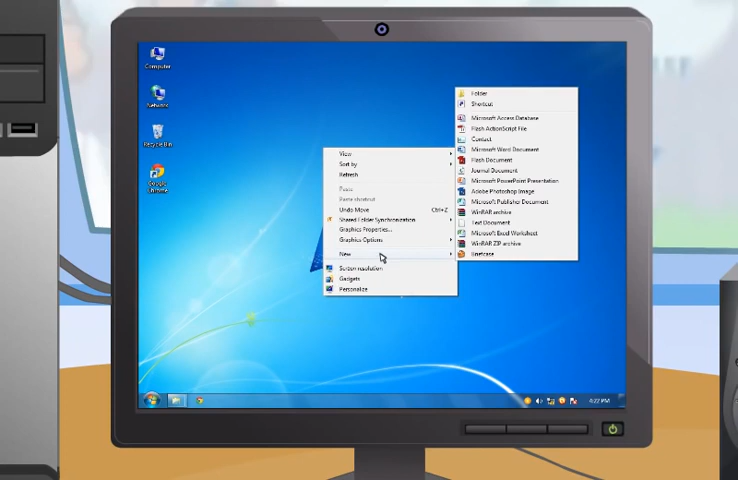 Computer
Network
Recycle Bin
Google
Chrome
View
Sort by
Refresh
Paste
Paste shortcut
Undo Move CTRL+Z
Shared Folder Synchronization
Graphics Properties...
Graphics Options
New
Screen resolution
Gadgets
Personalize
Folder
Shortcut
Microsoft Access Database
Flash ActionScript File
Contact
Microsoft Word Document
Flash Document
Journal Document
Microsoft PowerPoint Presentation
Adobe Photoshop Image
Microsoft Publisher Document
WinRAR archive
Text Document
Microsoft Excel Worksheet
WinRAR ZIP archive
Briefcase
4:22 PM